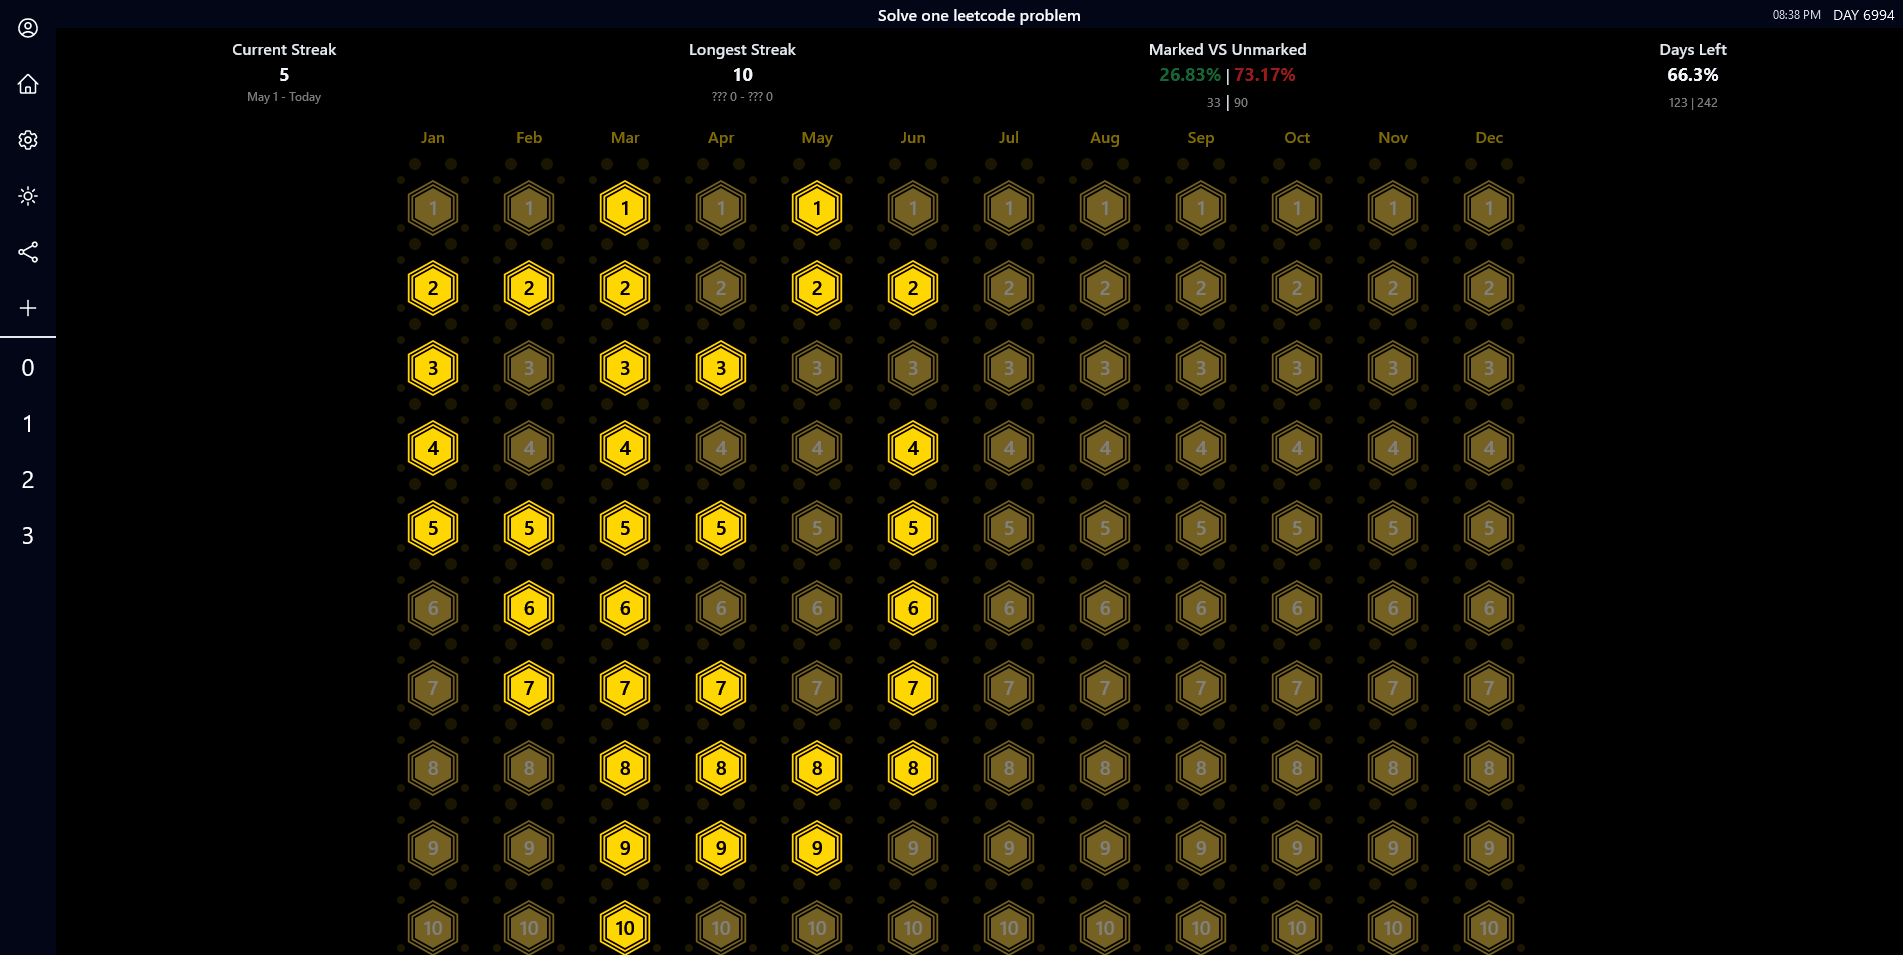 Solve one leetcode problem
08:38 PM DAY 6994
Current Streak
5
May 1 - Today
Longest Streak
10
??? 0 - ??? 0
Marked VS Unmarked
26.83% | 73.17%
33 | 90
Days Left
66.3%
123 | 242
0
1
2
3
Jan Feb Mar Apr May Jun Jul Aug Sep Oct Nov Dec
1 1 1 1 1 1 1 1 1 1 1 1
2 2 2 2 2 2 2 2 2 2 2 2
3 3 3 3 3 3 3 3 3 3 3 3
4 4 4 4 4 4 4 4 4 4 4 4
5 5 5 5 5 5 5 5 5 5 5 5
6 6 6 6 6 6 6 6 6 6 6 6
7 7 7 7 7 7 7 7 7 7 7 7
8 8 8 8 8 8 8 8 8 8 8 8
9 9 9 9 9 9 9 9 9 9 9 9
10 10 10 10 10 10 10 10 10 10 10 10